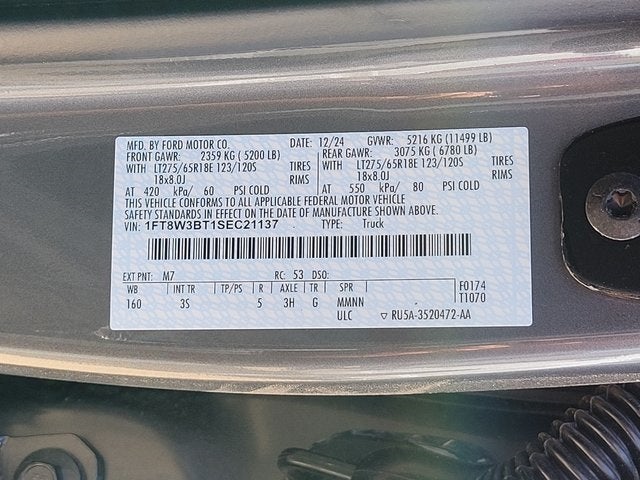 MFD. BY FORD MOTOR CO. DATE: 12/24 GVWR: 5216 KG (11499 LB)
FRONT GAWR: 2359 KG ( 5200 LB) REAR GAWR: 3075 KG ( 6780 LB)
WITH LT275/65R18E 123/120S TIRES WITH LT275/65R18E 123/120S TIRES
18x8.0J RIMS 18x8.0J RIMS
AT 420 kPa/ 60 PSI COLD AT 550 kPa/ 80 PSI COLD
THIS VEHICLE CONFORMS TO ALL APPLICABLE FEDERAL MOTOR VEHICLE
SAFETY STANDARDS IN EFFECT ON THE DATE OF MANUFACTURE SHOWN ABOVE.
VIN: 1FT8W3BT1SEC21137 TYPE: Truck
EXT PNT: M7 RC: 53 DSO:
WB INT TR TP/PS R AXLE TR SPR F0174
160 3S 5 3H G MMNN T1070
ULC ▽ RU5A-3520472-AA